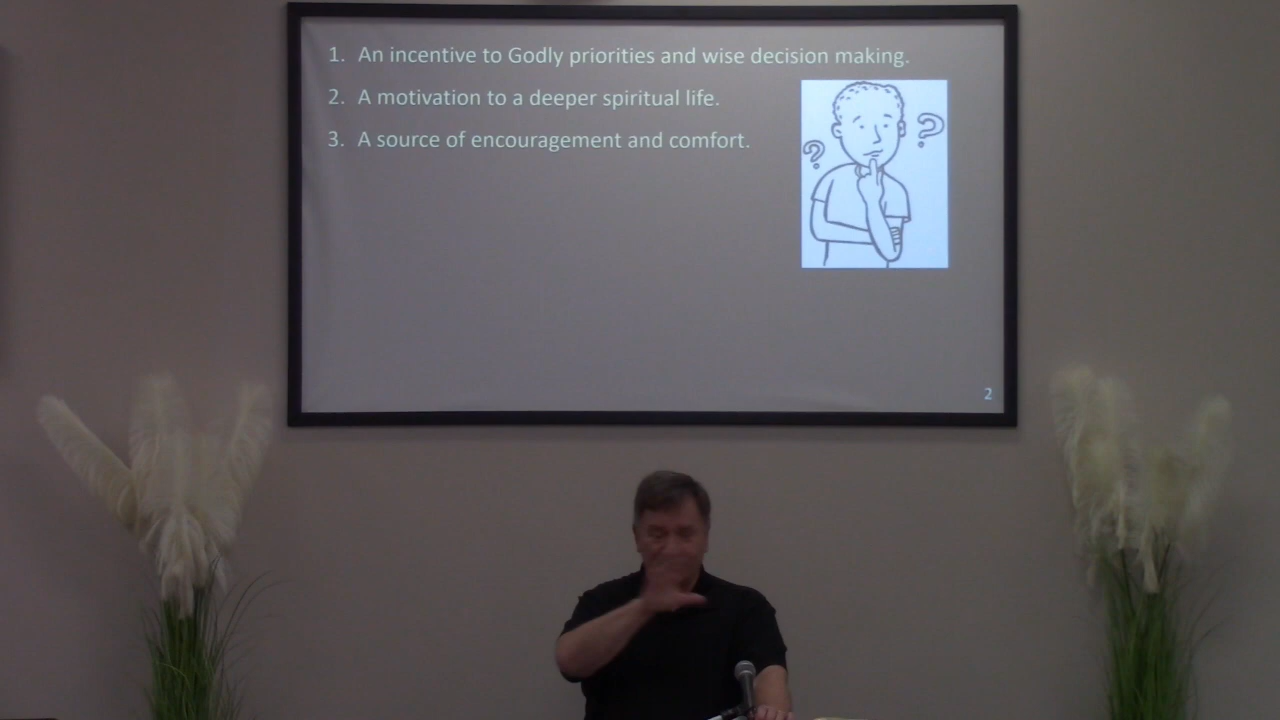 1. An incentive to Godly priorities and wise decision making.
2. A motivation to a deeper spiritual life.
3. A source of encouragement and comfort.
? ?
2